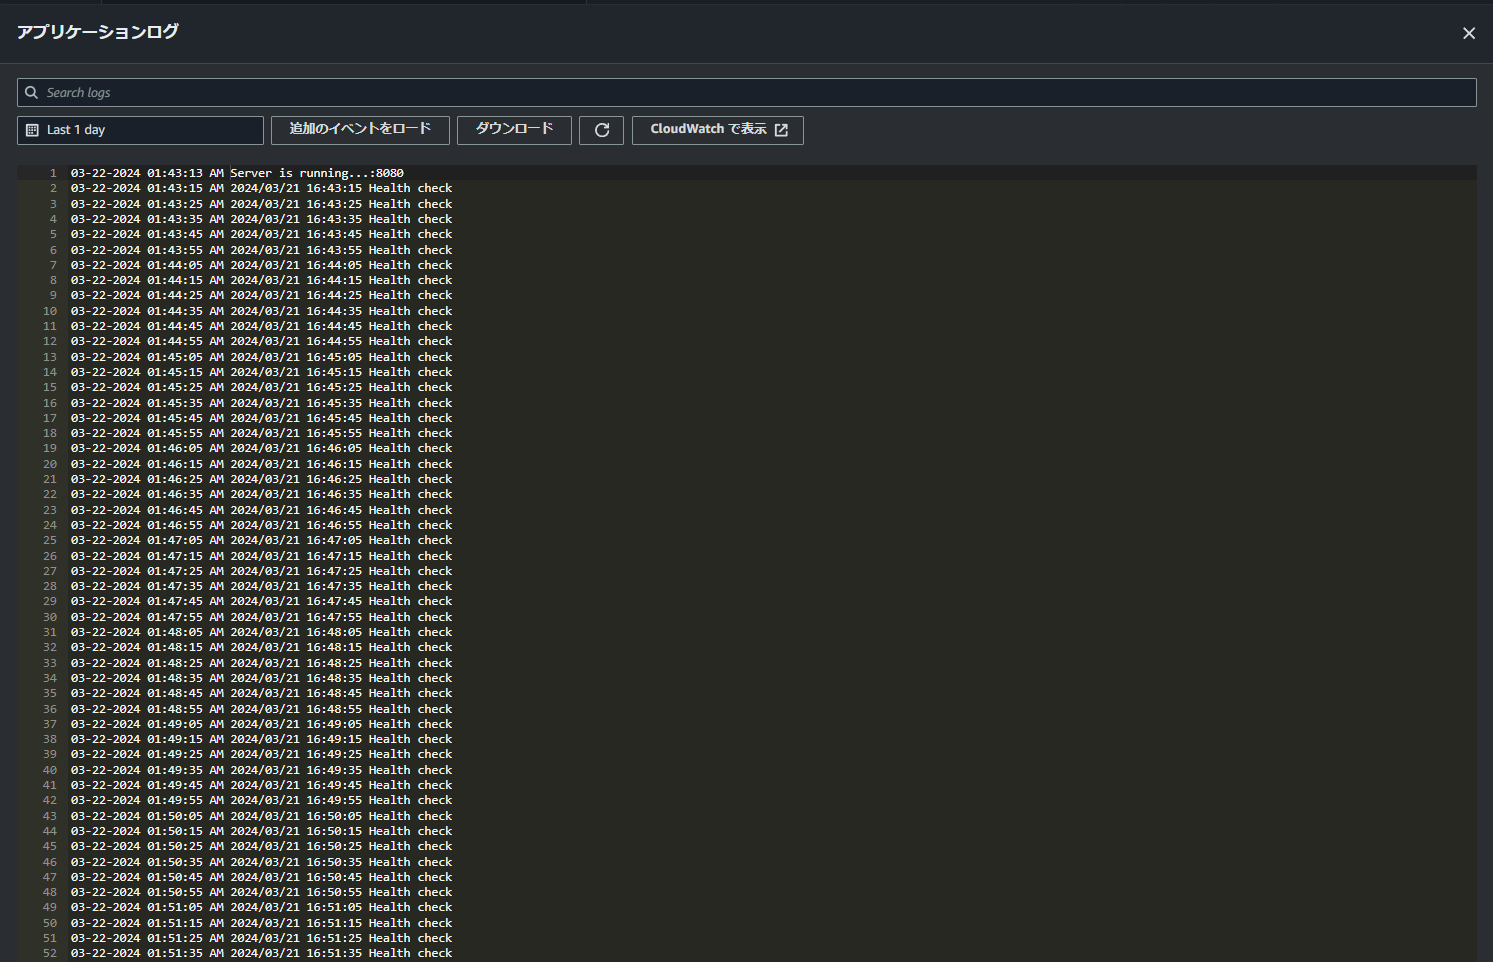 アプリケーションログ
Search logs
Last 1 day 追加のイベントをロード ダウンロード CloudWatch で表示
1 03-22-2024 01:43:13 AM Server is running...:8080
2 03-22-2024 01:43:15 AM 2024/03/21 16:43:15 Health check
3 03-22-2024 01:43:25 AM 2024/03/21 16:43:25 Health check
4 03-22-2024 01:43:35 AM 2024/03/21 16:43:35 Health check
5 03-22-2024 01:43:45 AM 2024/03/21 16:43:45 Health check
6 03-22-2024 01:43:55 AM 2024/03/21 16:43:55 Health check
7 03-22-2024 01:44:05 AM 2024/03/21 16:44:05 Health check
8 03-22-2024 01:44:15 AM 2024/03/21 16:44:15 Health check
9 03-22-2024 01:44:25 AM 2024/03/21 16:44:25 Health check
10 03-22-2024 01:44:35 AM 2024/03/21 16:44:35 Health check
11 03-22-2024 01:44:45 AM 2024/03/21 16:44:45 Health check
12 03-22-2024 01:44:55 AM 2024/03/21 16:44:55 Health check
13 03-22-2024 01:45:05 AM 2024/03/21 16:45:05 Health check
14 03-22-2024 01:45:15 AM 2024/03/21 16:45:15 Health check
15 03-22-2024 01:45:25 AM 2024/03/21 16:45:25 Health check
16 03-22-2024 01:45:35 AM 2024/03/21 16:45:35 Health check
17 03-22-2024 01:45:45 AM 2024/03/21 16:45:45 Health check
18 03-22-2024 01:45:55 AM 2024/03/21 16:45:55 Health check
19 03-22-2024 01:46:05 AM 2024/03/21 16:46:05 Health check
20 03-22-2024 01:46:15 AM 2024/03/21 16:46:15 Health check
21 03-22-2024 01:46:25 AM 2024/03/21 16:46:25 Health check
22 03-22-2024 01:46:35 AM 2024/03/21 16:46:35 Health check
23 03-22-2024 01:46:45 AM 2024/03/21 16:46:45 Health check
24 03-22-2024 01:46:55 AM 2024/03/21 16:46:55 Health check
25 03-22-2024 01:47:05 AM 2024/03/21 16:47:05 Health check
26 03-22-2024 01:47:15 AM 2024/03/21 16:47:15 Health check
27 03-22-2024 01:47:25 AM 2024/03/21 16:47:25 Health check
28 03-22-2024 01:47:35 AM 2024/03/21 16:47:35 Health check
29 03-22-2024 01:47:45 AM 2024/03/21 16:47:45 Health check
30 03-22-2024 01:47:55 AM 2024/03/21 16:47:55 Health check
31 03-22-2024 01:48:05 AM 2024/03/21 16:48:05 Health check
32 03-22-2024 01:48:15 AM 2024/03/21 16:48:15 Health check
33 03-22-2024 01:48:25 AM 2024/03/21 16:48:25 Health check
34 03-22-2024 01:48:35 AM 2024/03/21 16:48:35 Health check
35 03-22-2024 01:48:45 AM 2024/03/21 16:48:45 Health check
36 03-22-2024 01:48:55 AM 2024/03/21 16:48:55 Health check
37 03-22-2024 01:49:05 AM 2024/03/21 16:49:05 Health check
38 03-22-2024 01:49:15 AM 2024/03/21 16:49:15 Health check
39 03-22-2024 01:49:25 AM 2024/03/21 16:49:25 Health check
40 03-22-2024 01:49:35 AM 2024/03/21 16:49:35 Health check
41 03-22-2024 01:49:45 AM 2024/03/21 16:49:45 Health check
42 03-22-2024 01:49:55 AM 2024/03/21 16:49:55 Health check
43 03-22-2024 01:50:05 AM 2024/03/21 16:50:05 Health check
44 03-22-2024 01:50:15 AM 2024/03/21 16:50:15 Health check
45 03-22-2024 01:50:25 AM 2024/03/21 16:50:25 Health check
46 03-22-2024 01:50:35 AM 2024/03/21 16:50:35 Health check
47 03-22-2024 01:50:45 AM 2024/03/21 16:50:45 Health check
48 03-22-2024 01:50:55 AM 2024/03/21 16:50:55 Health check
49 03-22-2024 01:51:05 AM 2024/03/21 16:51:05 Health check
50 03-22-2024 01:51:15 AM 2024/03/21 16:51:15 Health check
51 03-22-2024 01:51:25 AM 2024/03/21 16:51:25 Health check
52 03-22-2024 01:51:35 AM 2024/03/21 16:51:35 Health check